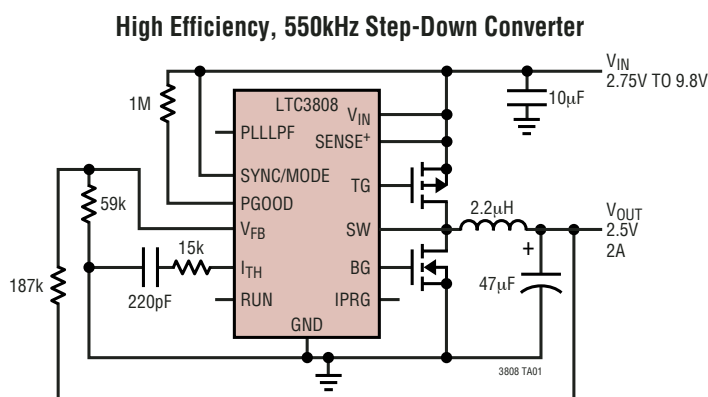 High Efficiency, 550kHz Step-Down Converter
VIN
2.75V TO 9.8V
10µF
1M
LTC3808
VIN
PLLLPF
SENSE+
SYNC/MODE
TG
PGOOD
59k
2.2µH
VOUT
2.5V
2A
VFB
SW
15k
ITH
BG
+
187k
220pF
47µF
RUN
IPRG
GND
3808 TA01